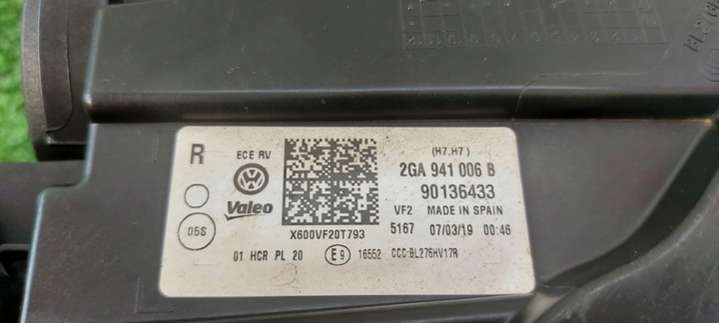 R
ECE RV
(H7.H7)
2GA 941 006 B
90136433
Valeo
VF2 MADE IN SPAIN
05S
X600VF20T793
5167 07/03/19 00:46
01 HCR PL 20
E9 16552 CCC-BL276HV17R